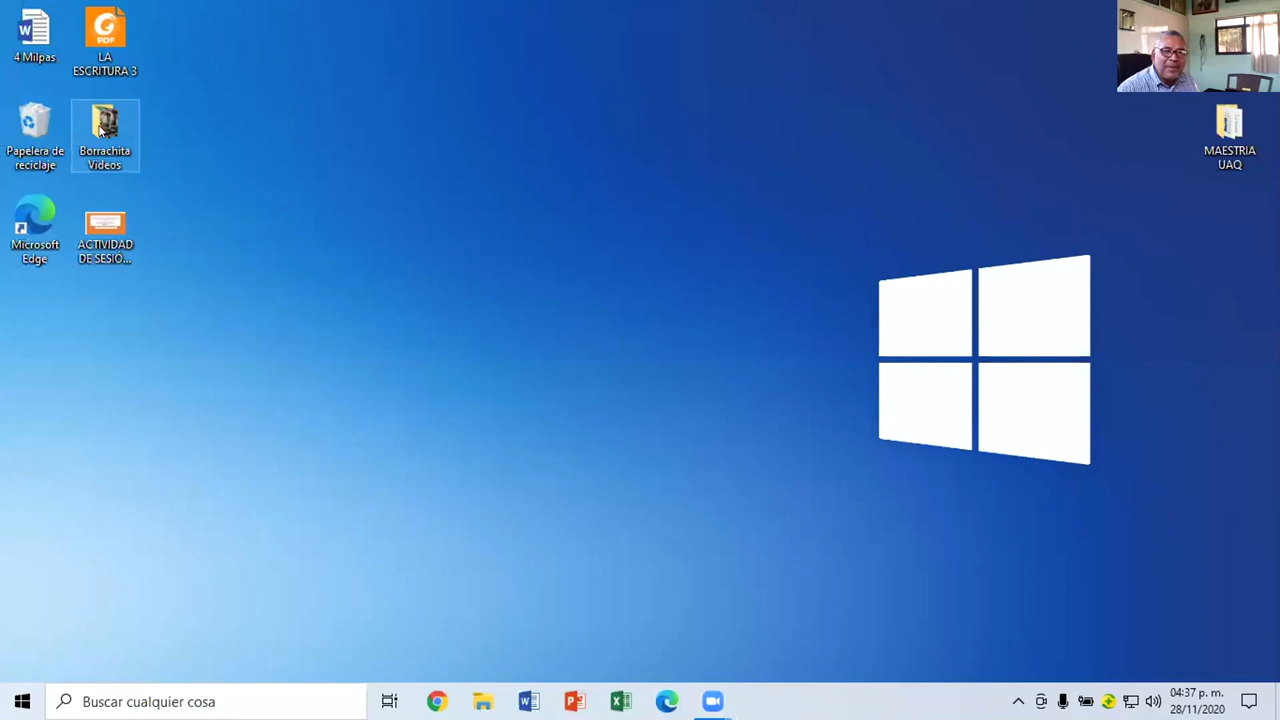 4 Milpas
LA
ESCRITURA 3
PDF
Papelera de
reciclaje
Borrachita
Videos
Microsoft
Edge
ACTIVIDAD
DE SESIÓ...
MAESTRIA
UAQ
Buscar cualquier cosa
04:37 p. m.
28/11/2020